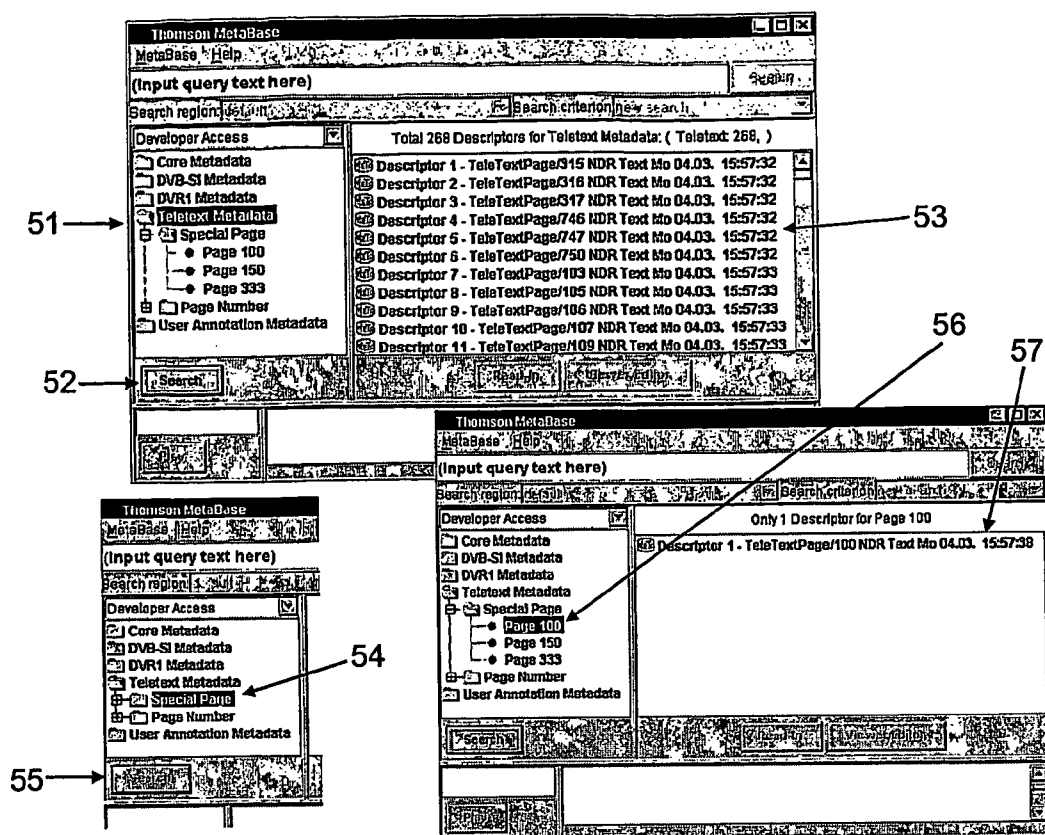 Thomson MetaBase
MetaBase Help
(Input query text here)
Search region: default
Search criterion new search
Developer Access
Total 268 Descriptors for Teletext Metadata: ( Teletext: 268, )
Core Metadata
DVB-SI Metadata
DVR1 Metadata
Teletext Metadata
Special Page
Page 100
Page 150
Page 333
Page Number
User Annotation Metadata
Descriptor 1 - TeleTextPage/315 NDR Text Mo 04.03. 15:57:32
Descriptor 2 - TeleTextPage/316 NDR Text Mo 04.03. 15:57:32
Descriptor 3 - TeleTextPage/317 NDR Text Mo 04.03. 15:57:32
Descriptor 4 - TeleTextPage/746 NDR Text Mo 04.03. 15:57:32
Descriptor 5 - TeleTextPage/747 NDR Text Mo 04.03. 15:57:32
Descriptor 6 - TeleTextPage/750 NDR Text Mo 04.03. 15:57:32
Descriptor 7 - TeleTextPage/103 NDR Text Mo 04.03. 15:57:33
Descriptor 8 - TeleTextPage/105 NDR Text Mo 04.03. 15:57:33
Descriptor 9 - TeleTextPage/106 NDR Text Mo 04.03. 15:57:33
Descriptor 10 - TeleTextPage/107 NDR Text Mo 04.03. 15:57:33
Descriptor 11 - TeleTextPage/109 NDR Text Mo 04.03. 15:57:33
Search
51
52
53
56
57
Thomson MetaBase
MetaBase Help
(Input query text here)
Search region:
Search criterion
Developer Access
Only 1 Descriptor for Page 100
Core Metadata
DVB-SI Metadata
DVR1 Metadata
Teletext Metadata
Special Page
Page 100
Page 150
Page 333
Page Number
User Annotation Metadata
Descriptor 1 - TeleTextPage/100 NDR Text Mo 04.03. 15:57:38
Search
Thomson MetaBase
MetaBase Help
(Input query text here)
Search region
Developer Access
Core Metadata
DVB-SI Metadata
DVR1 Metadata
Teletext Metadata
Special Page
Page Number
User Annotation Metadata
54
55